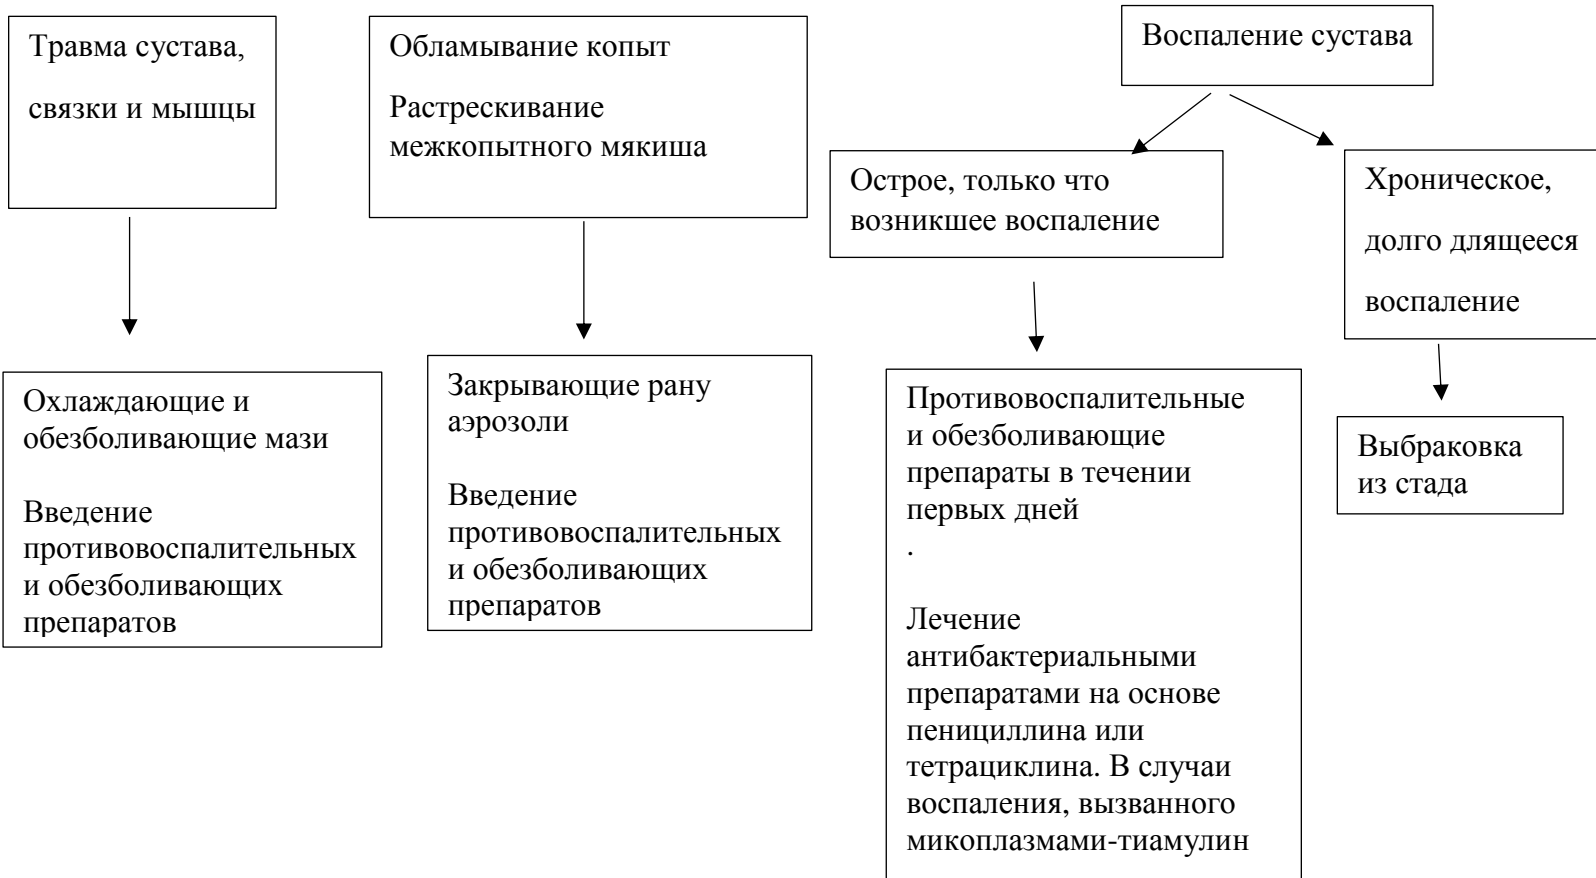 Травма сустава,
связки и мышцы
Обламывание копыт
Растрескивание
межкопытного мякиша
Воспаление сустава
Острое, только что
возникшее воспаление
Хроническое,
долго длящееся
воспаление
Охлаждающие и
обезболивающие мази
Введение
противовоспалительных
и обезболивающих
препаратов
Закрывающие рану
аэрозоли
Введение
противовоспалительных
и обезболивающих
препаратов
Противовоспалительные
и обезболивающие
препараты в течении
первых дней
.
Лечение
антибактериальными
препаратами на основе
пенициллина или
тетрациклина. В случаи
воспаления, вызванного
микоплазмами-тиамулин
Выбраковка
из стада